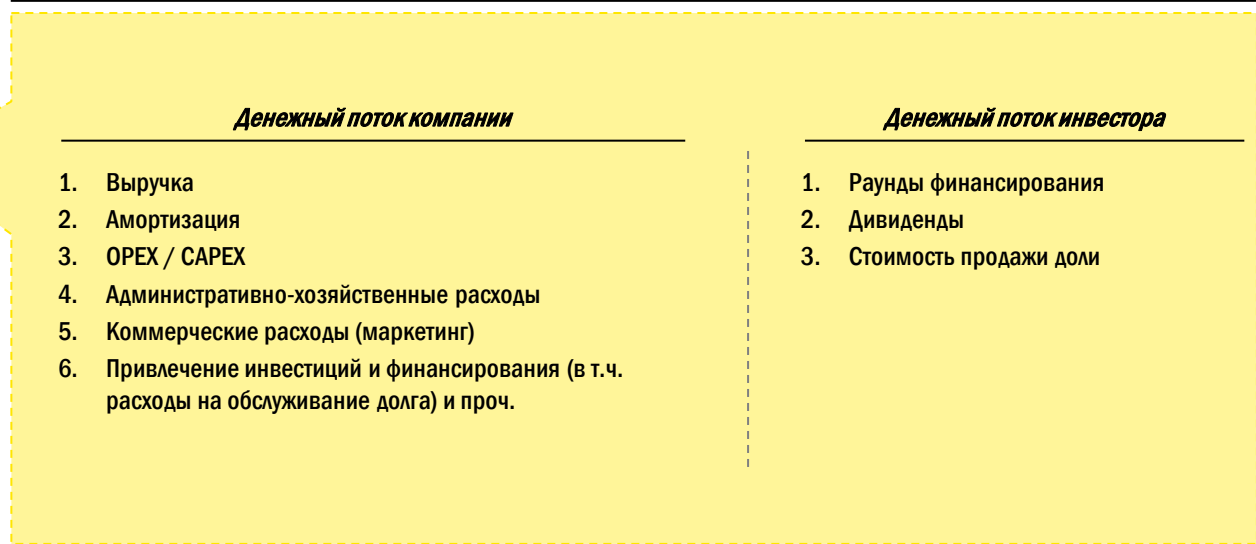 Денежный поток компании
1. Выручка
2. Амортизация
3. OPEX / CAPEX
4. Административно-хозяйственные расходы
5. Коммерческие расходы (маркетинг)
6. Привлечение инвестиций и финансирования (в т.ч.
расходы на обслуживание долга) и проч.
Денежный поток инвестора
1. Раунды финансирования
2. Дивиденды
3. Стоимость продажи доли